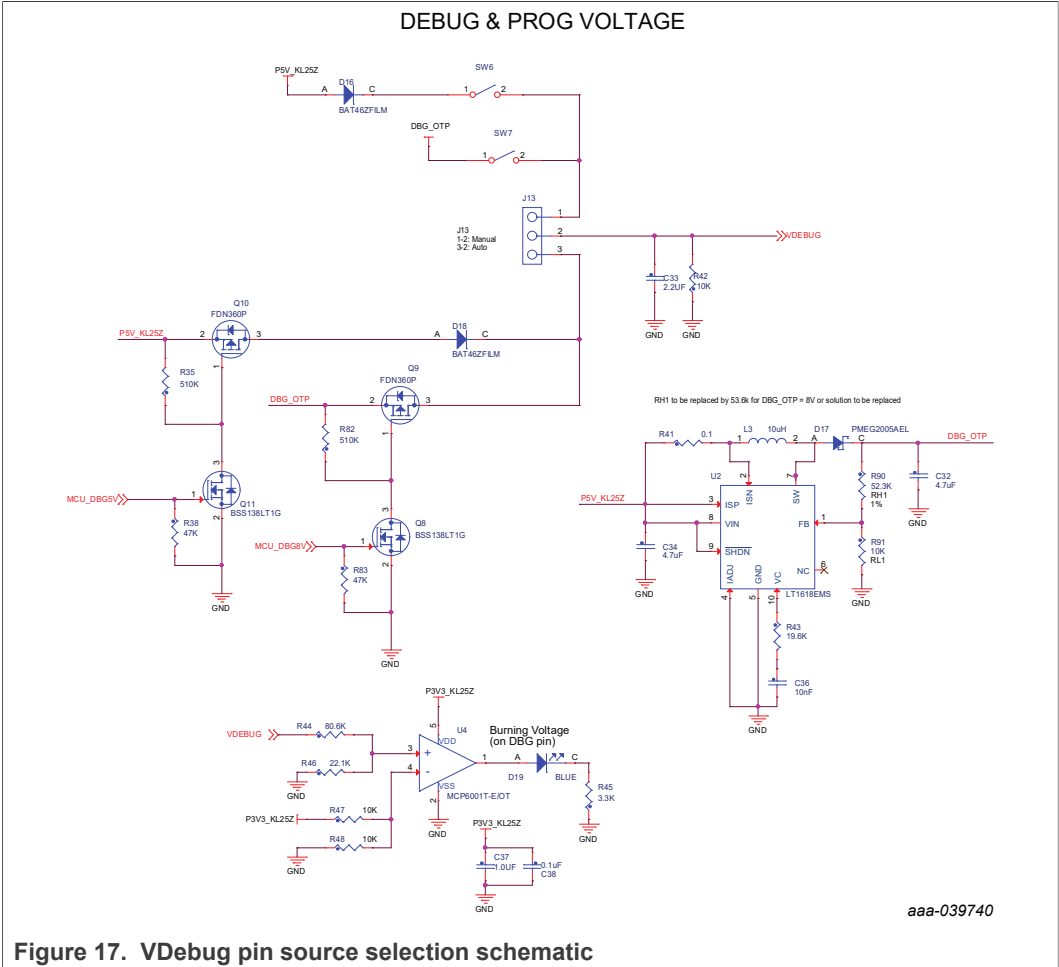 DEBUG & PROG VOLTAGE
P5V_KL25Z
D16
A
C
BAT46ZFILM
SW6
1
2
DBG_OTP
SW7
1
2
J13
1
2
3
J13
1-2: Manual
3-2: Auto
VDEBUG
C33
2.2UF
R42
10K
GND
GND
Q10
FDN360P
P5V_KL25Z
2
3
1
R35
510K
D18
A
C
BAT46ZFILM
Q9
FDN360P
DBG_OTP
2
3
1
R82
510K
3
MCU_DBG5V
1
Q11
BSS138LT1G
2
R38
47K
GND
3
MCU_DBG8V
1
Q8
BSS138LT1G
2
R83
47K
GND
RH1 to be replaced by 53.6k for DBG_OTP = 8V or solution to be replaced
R41
0.1
L3
10uH
1
2
D17
A
C
PMEG2005AEL
DBG_OTP
U2
2
7
ISN
SW
P5V_KL25Z
3
ISP
8
VIN
9
SHDN
FB
1
NC
6
IADJ
GND
VC
4
5
10
LT1618EMS
R90
52.3K
RH1
1%
C32
4.7uF
GND
R91
10K
RL1
GND
C34
4.7uF
GND
R43
19.6K
C36
10nF
GND
P3V3_KL25Z
U4
5
VDD
VDEBUG
R44
80.6K
3
+
4
-
R46
22.1K
GND
P3V3_KL25Z
R47
10K
R48
10K
GND
VSS
2
MCP6001T-E/OT
GND
1
Burning Voltage
(on DBG pin)
A
C
D19
BLUE
R45
3.3K
GND
P3V3_KL25Z
C37
1.0UF
0.1uF
C38
GND
aaa-039740
Figure 17. VDebug pin source selection schematic